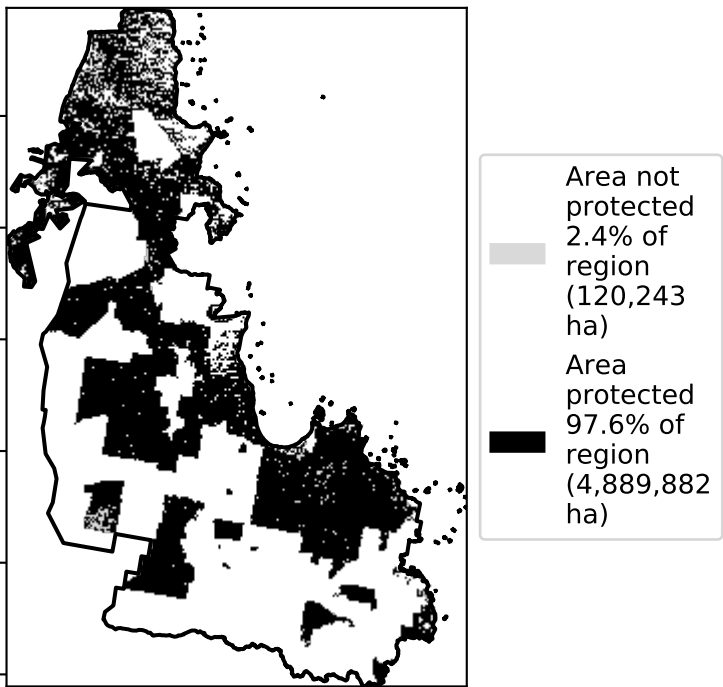 Area not
protected
2.4% of
region
(120,243
ha)
Area
protected
97.6% of
region
(4,889,882
ha)